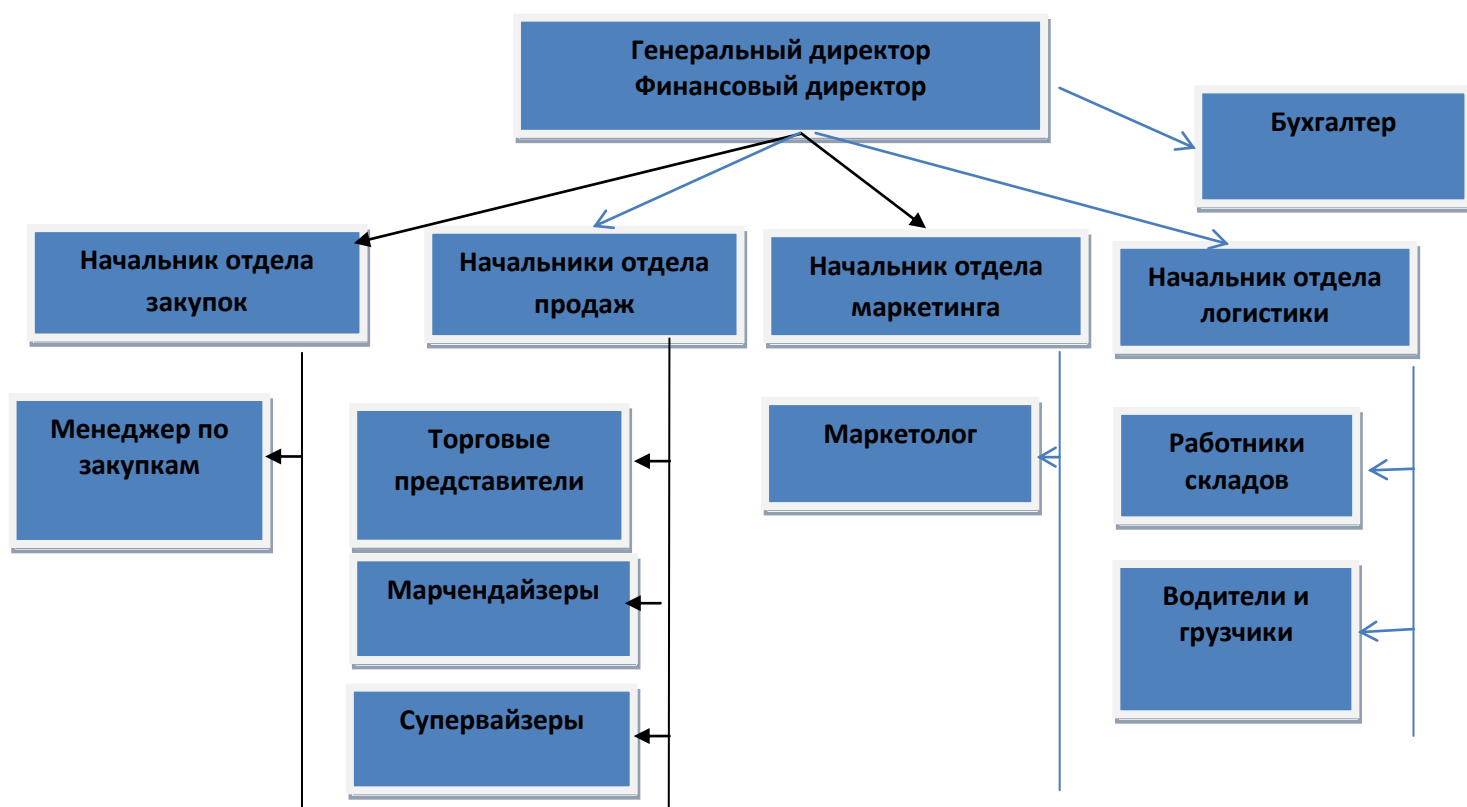 Генеральный директор
Финансовый директор
Бухгалтер
Начальник отдела
закупок
Начальники отдела
продаж
Начальник отдела
маркетинга
Начальник отдела
логистики
Менеджер по
закупкам
Торговые
представители
Маркетолог
Работники
складов
Марчендайзеры
Водители и
грузчики
Супервайзеры